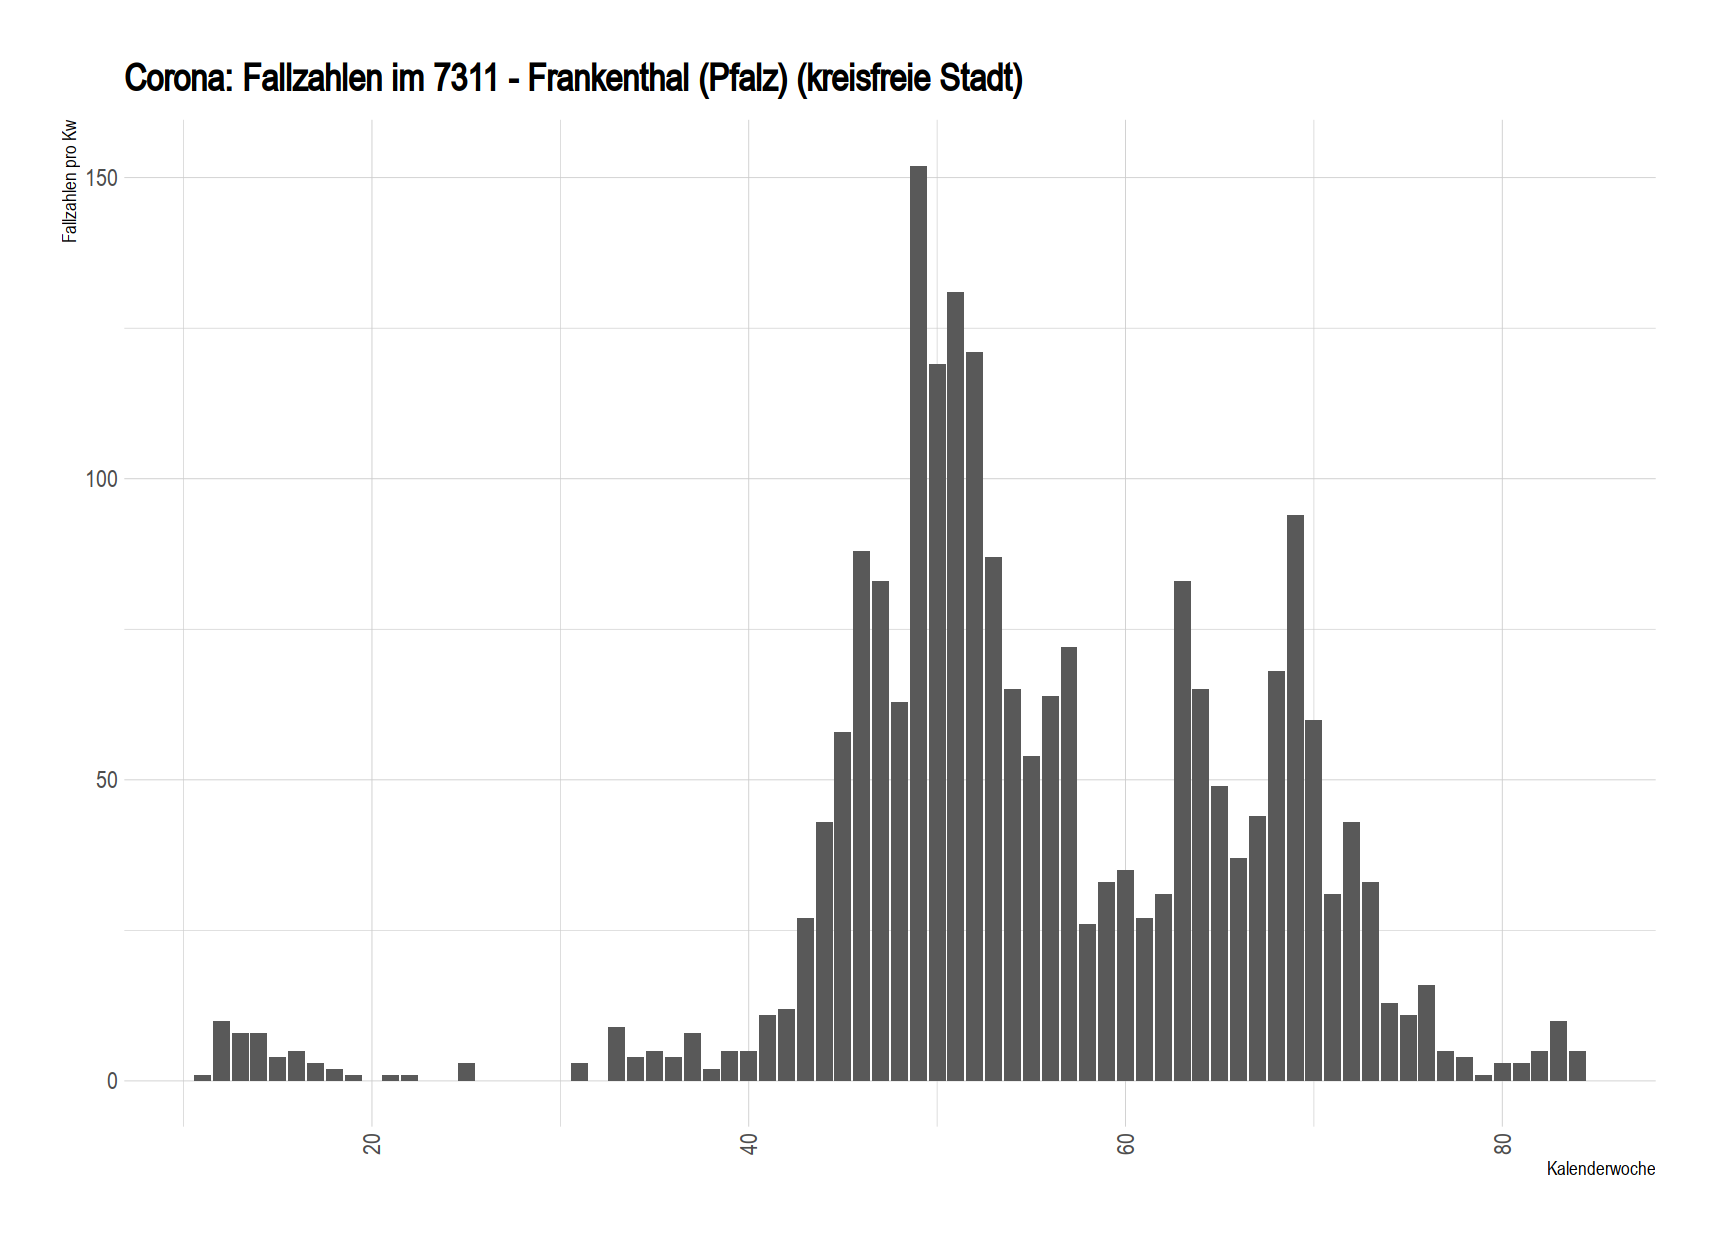 Corona: Fallzahlen im 7311 - Frankenthal (Pfalz) (kreisfreie Stadt)
Fallzahlen pro Kw
150
100
50
0
20
40
60
80
Kalenderwoche